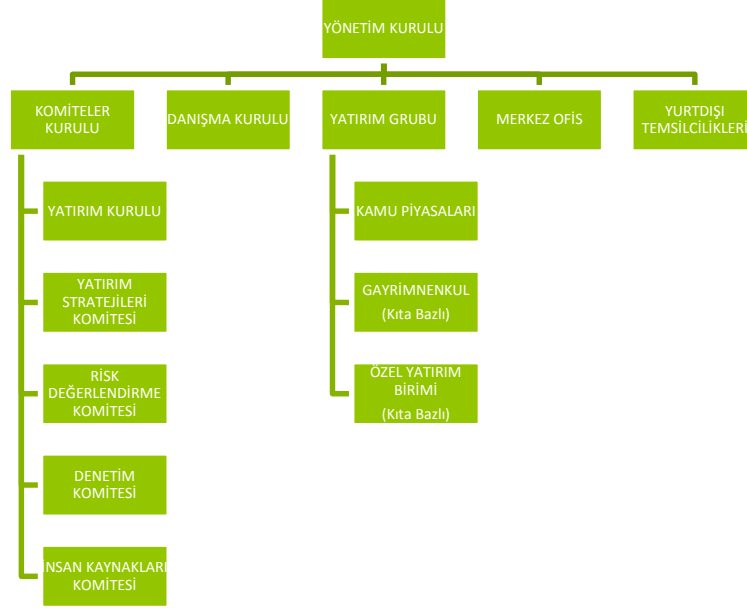 YÖNETİM KURULU
KOMİTELER
KURULU
DANIŞMA KURULU
YATIRIM GRUBU
MERKEZ OFİS
YURTDIŞI
TEMSİLCİLİKLERİ
YATIRIM KURULU
YATIRIM
STRATEJİLERİ
KOMİTESİ
RİSK
DEĞERLENDİRME
KOMİTESİ
DENETİM
KOMİTESİ
İNSAN KAYNAKLARI
KOMİTESİ
KAMU PİYASALARI
GAYRİMNENKUL
(Kıta Bazlı)
ÖZEL YATIRIM
BİRİMİ
(Kıta Bazlı)